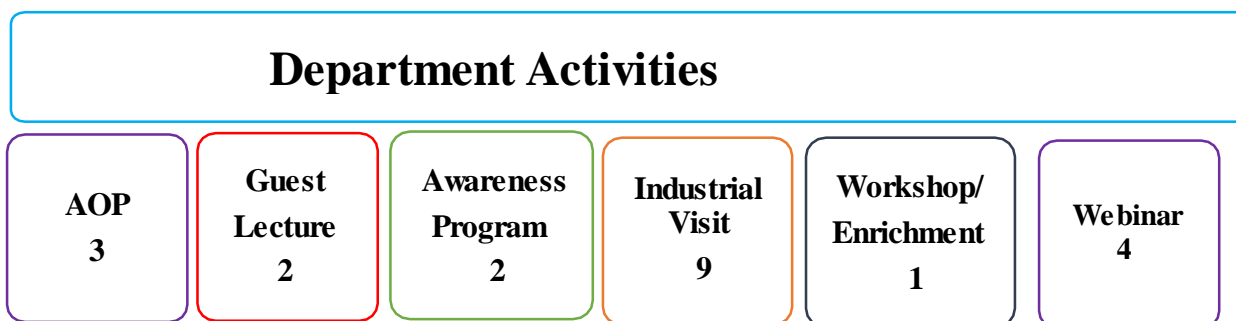 Department Activities
AOP
3
Guest
Lecture
2
Awareness
Program
2
Industrial
Visit
9
Workshop/
Enrichment
1
Webinar
4